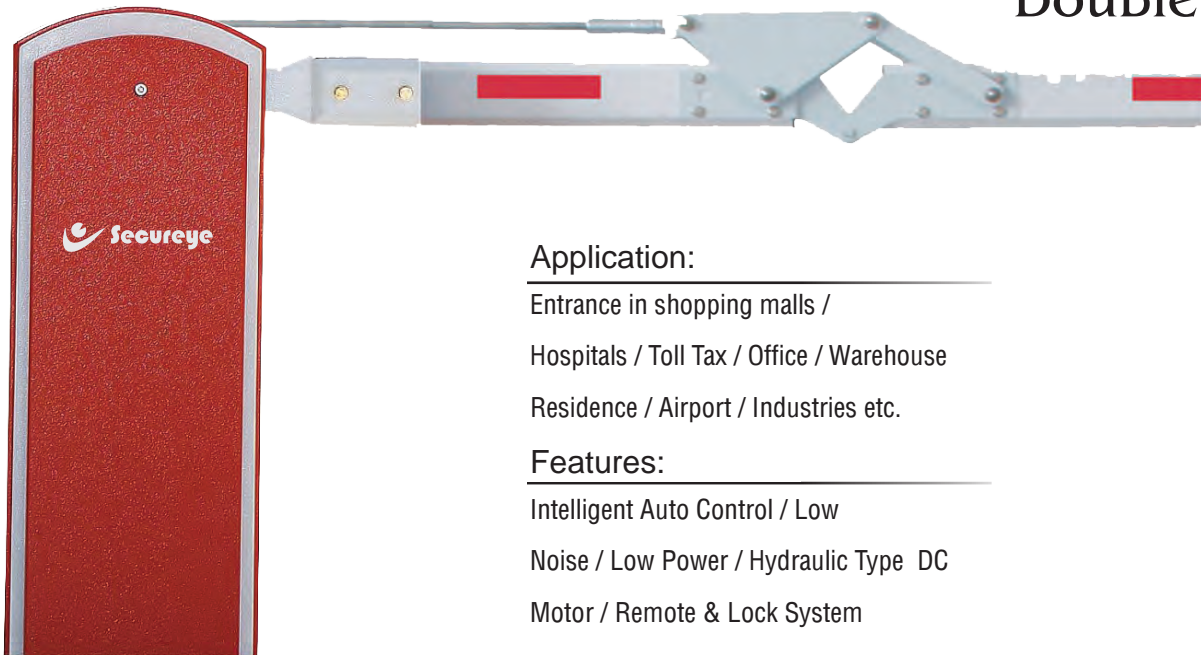 Double
Secureye
Application:
Entrance in shopping malls /
Hospitals / Toll Tax / Office / Warehouse
Residence / Airport / Industries etc.
Features:
Intelligent Auto Control / Low
Noise / Low Power / Hydraulic Type DC
Motor / Remote & Lock System